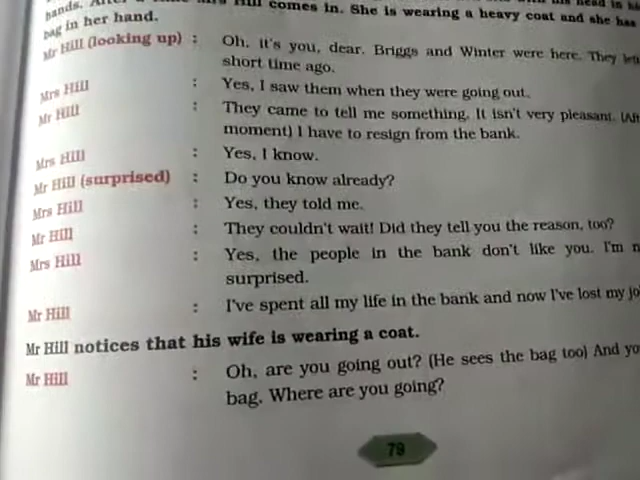 hands.
Hill comes in. She is wearing a heavy coat and she has
bag in her hand.
Mr Hill (looking up) : Oh, it's you, dear. Briggs and Winter were here. They
short time ago.
Mrs Hill : Yes, I saw them when they were going out.
Mr Hill : They came to tell me something. It isn't very pleasant.
moment) I have to resign from the bank.
Mrs Hill : Yes, I know.
Mr Hill (surprised) : Do you know already?
Mrs Hill : Yes, they told me.
Mr Hill : They couldn't wait! Did they tell you the reason, too?
Mrs Hill : Yes, the people in the bank don't like you. I'm
surprised.
Mr Hill : I've spent all my life in the bank and now I've lost my
Mr Hill notices that his wife is wearing a coat.
Mr Hill : Oh, are you going out? (He sees the bag too) And
bag. Where are you going?
79